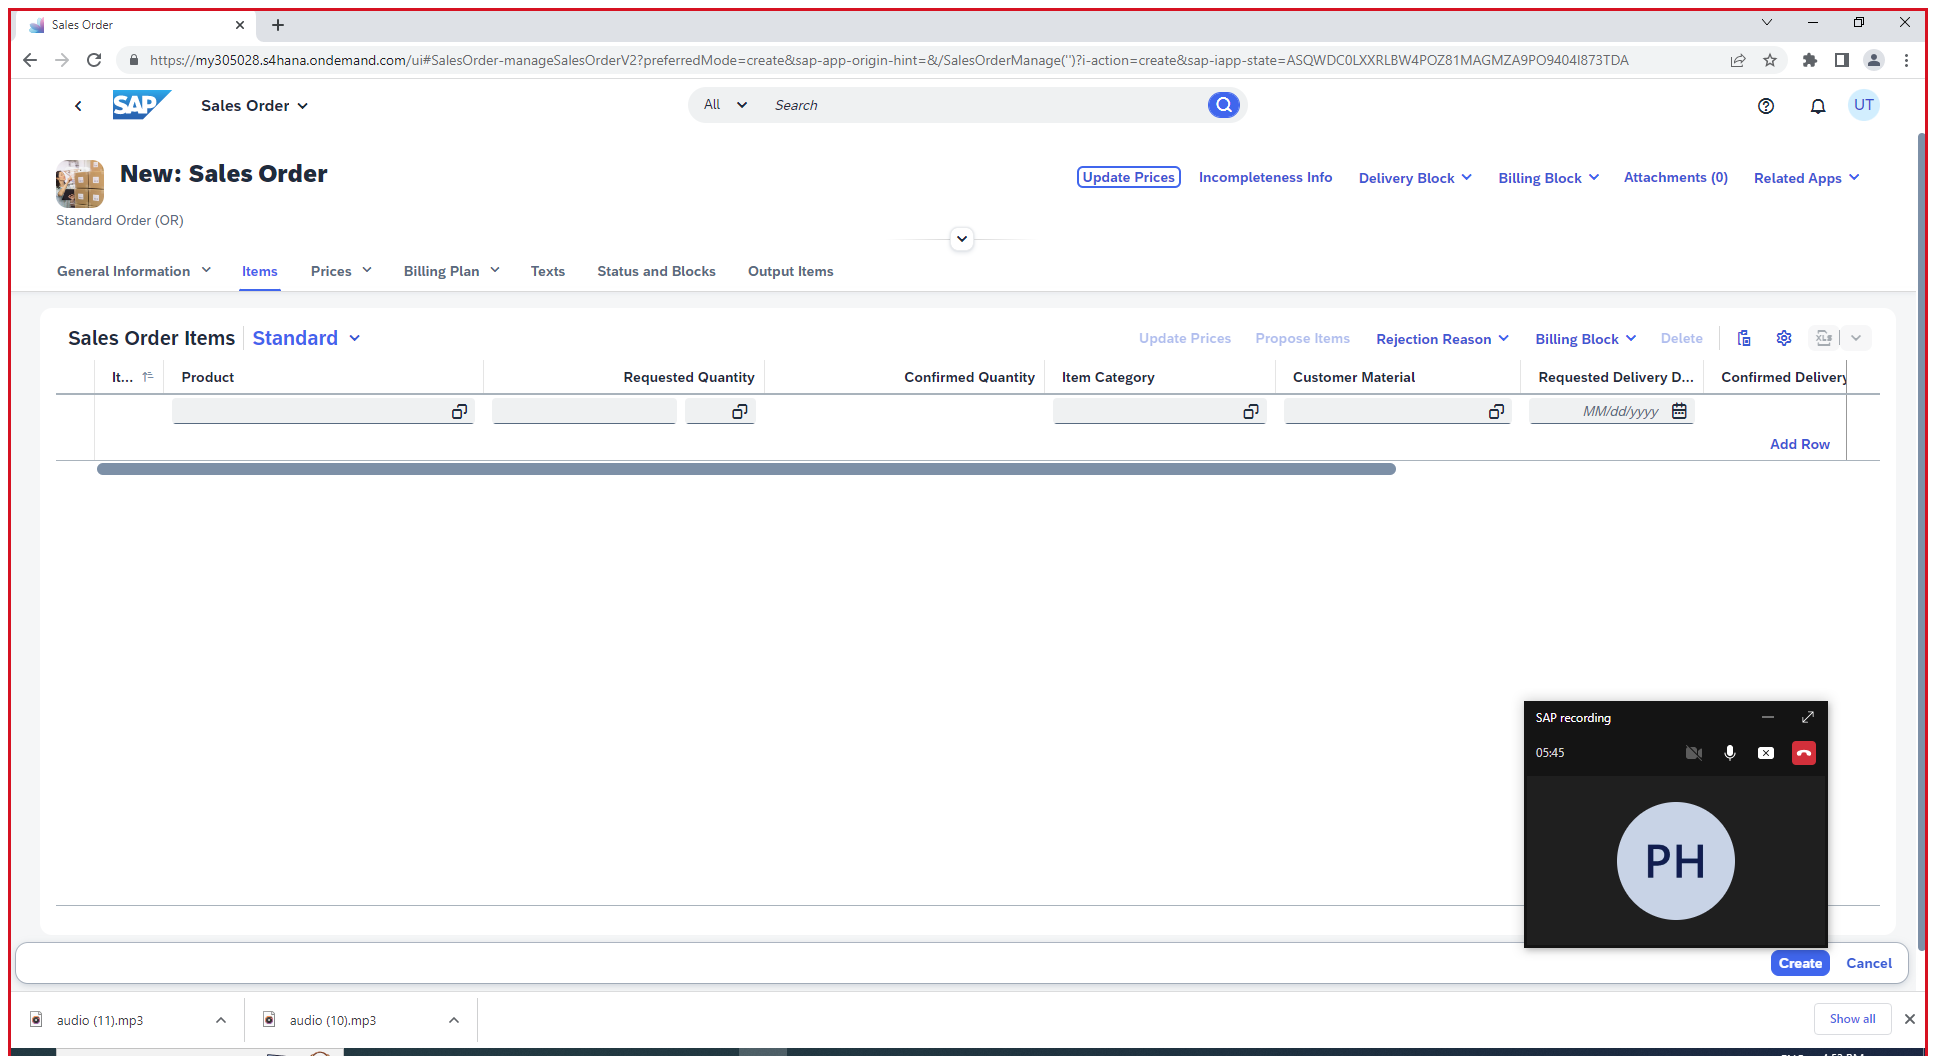 Sales Order
https://my305028.s4hana.ondemand.com/ui#SalesOrder-manageSalesOrderV2?preferredMode=create&sap-app-origin-hint=&/SalesOrderManage('')?i-action=create&sap-iapp-state=ASQWDC0LXXRLBW4POZ81MAGMZA9PO9404I873TDA
SAP Sales Order All Search UT
New: Sales Order
Update Prices Incompleteness Info Delivery Block Billing Block Attachments (0) Related Apps
Standard Order (OR)
General Information Items Prices Billing Plan Texts Status and Blocks Output Items
Sales Order Items Standard Update Prices Propose Items Rejection Reason Billing Block Delete XLS
It... Product Requested Quantity Confirmed Quantity Item Category Customer Material Requested Delivery D... Confirmed Delivery
MM/dd/yyyy
Add Row
SAP recording
05:45
PH
Create Cancel
audio (11).mp3 audio (10).mp3 Show all